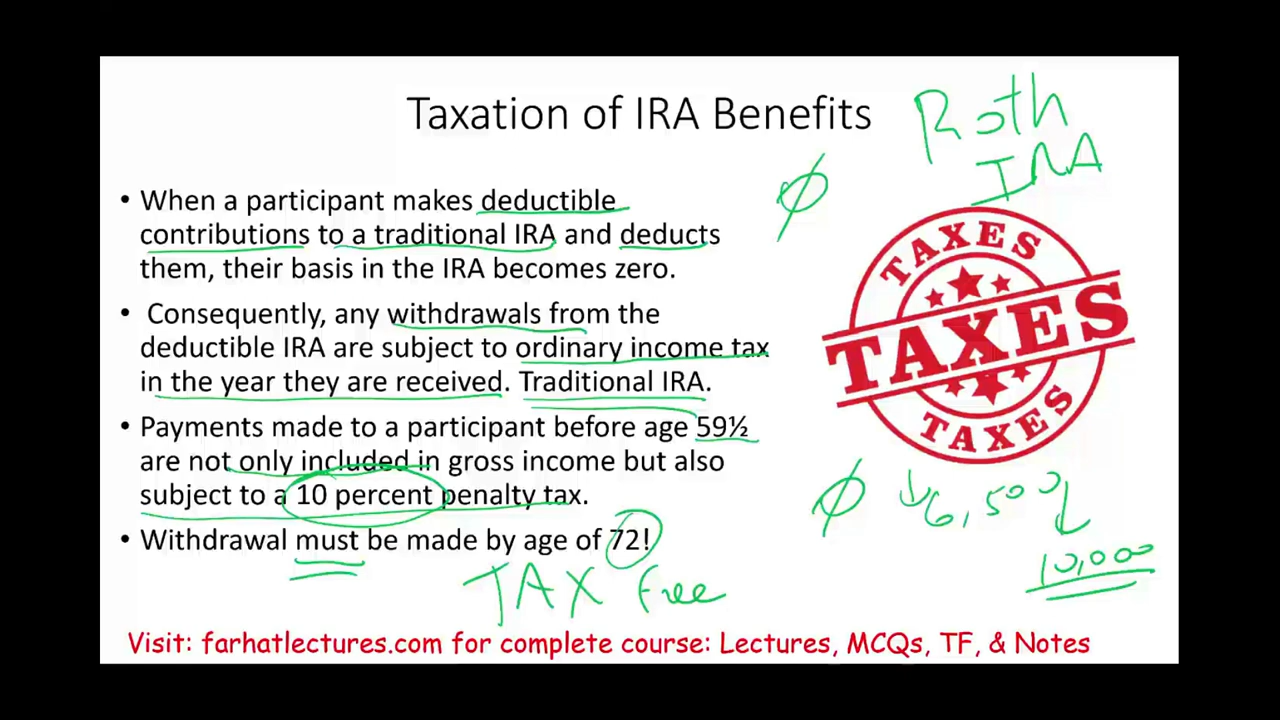 Taxation of IRA Benefits
Roth
IRA
• When a participant makes deductible
contributions to a traditional IRA and deducts
them, their basis in the IRA becomes zero.
• Consequently, any withdrawals from the
deductible IRA are subject to ordinary income tax
in the year they are received. Traditional IRA.
• Payments made to a participant before age 59½
are not only included in gross income but also
subject to a 10 percent penalty tax.
• Withdrawal must be made by age of 72!
TAXES
TAXES
TAXES
6,500
10,000
TAX free
Visit: farhatlectures.com for complete course: Lectures, MCQs, TF, & Notes